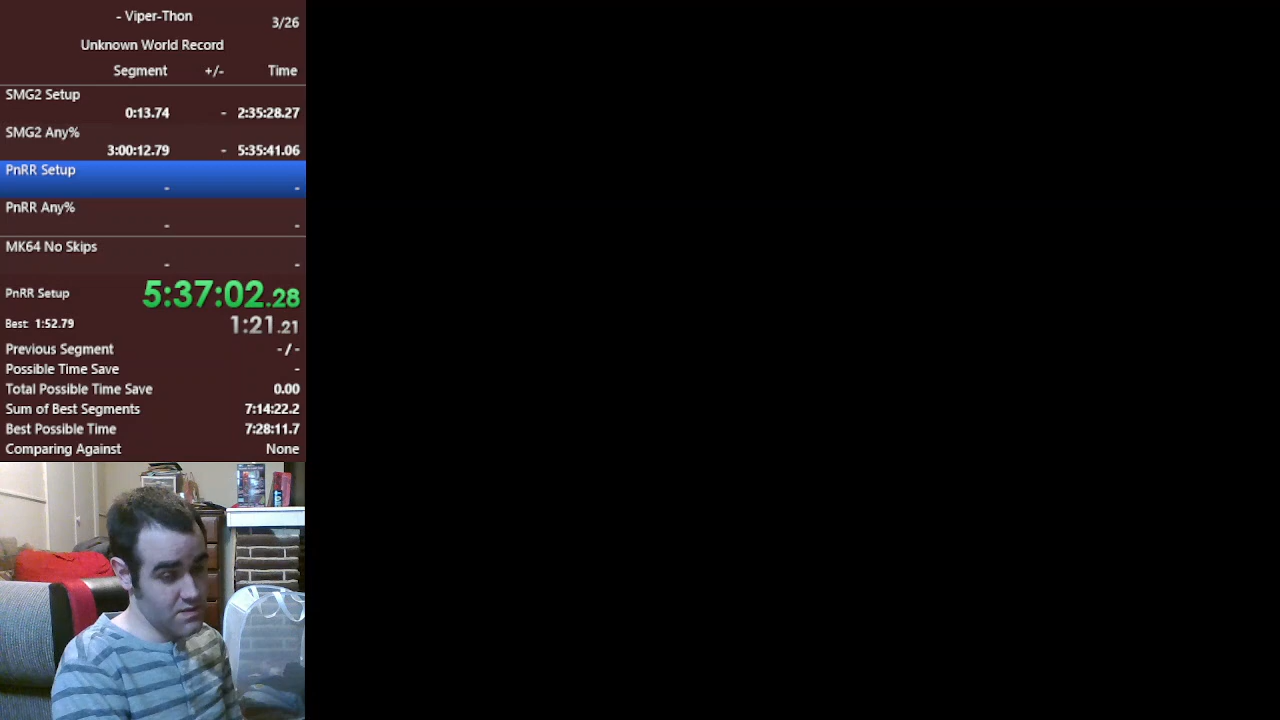 - Viper-Thon 3/26
Unknown World Record
Segment +/- Time
SMG2 Setup
0:13.74 - 2:35:28.27
SMG2 Any%
3:00:12.79 - 5:35:41.06
PnRR Setup
- -
PnRR Any%
- -
MK64 No Skips
- -
PnRR Setup 5:37:02.28
Best: 1:52.79 1:21.21
Previous Segment - / -
Possible Time Save -
Total Possible Time Save 0.00
Sum of Best Segments 7:14:22.2
Best Possible Time 7:28:11.7
Comparing Against None